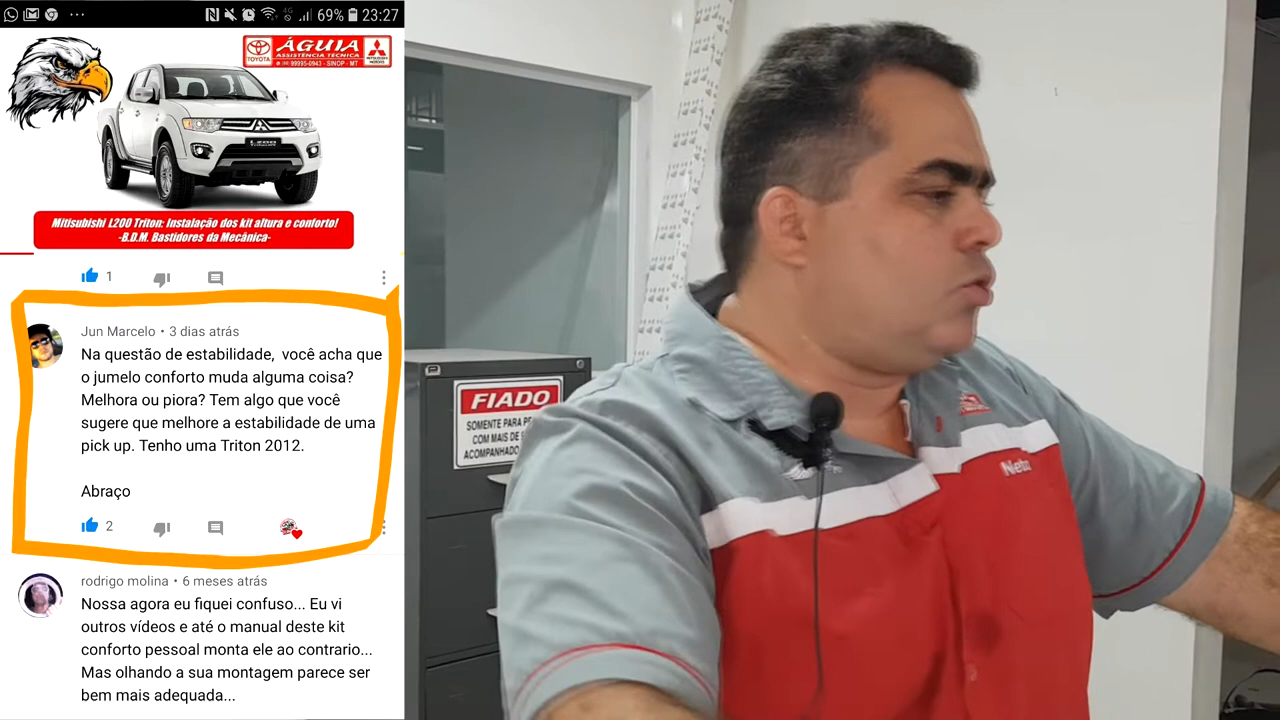 4G
69%
23:27
ÁGUIA
ASSISTÊNCIA TÉCNICA
TOYOTA
99995-0943 - SINOP - MT
MITSUBISHI
MOTORS
L200
Mitisubishi L200 Triton: instalação dos kit altura e conforto!
-B.D.M. Bastidores da Mecânica-
1
Jun Marcelo • 3 dias atrás
Na questão de estabilidade, você acha que
o jumelo conforto muda alguma coisa?
Melhora ou piora? Tem algo que você
sugere que melhore a estabilidade de uma
pick up. Tenho uma Triton 2012.
Abraço
2
rodrigo molina • 6 meses atrás
Nossa agora eu fiquei confuso... Eu vi
outros vídeos e até o manual deste kit
conforto pessoal monta ele ao contrario...
Mas olhando a sua montagem parece ser
bem mais adequada...
FIADO
SOMENTE PARA
COM MAIS DE
ACOMPANHADO
Neto